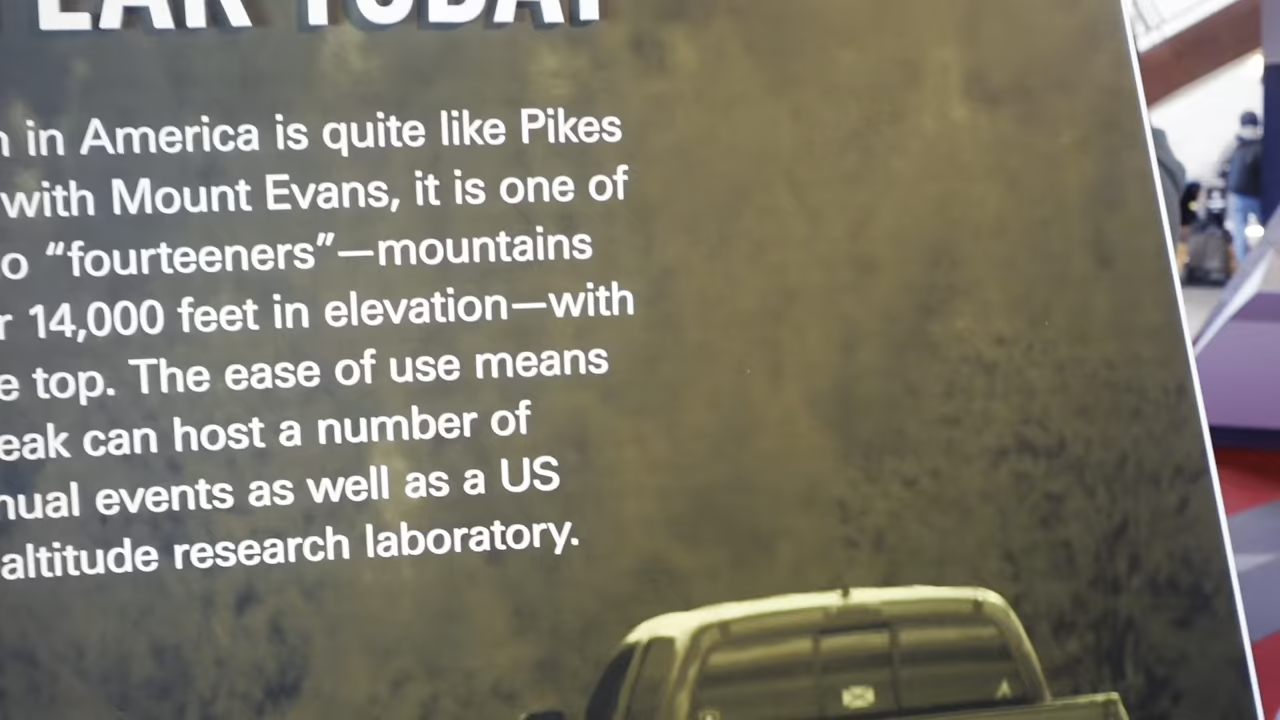 EAK TODAY
in America is quite like Pikes
with Mount Evans, it is one of
“fourteeners”—mountains
14,000 feet in elevation—with
top. The ease of use means
eak can host a number of
nual events as well as a US
altitude research laboratory.